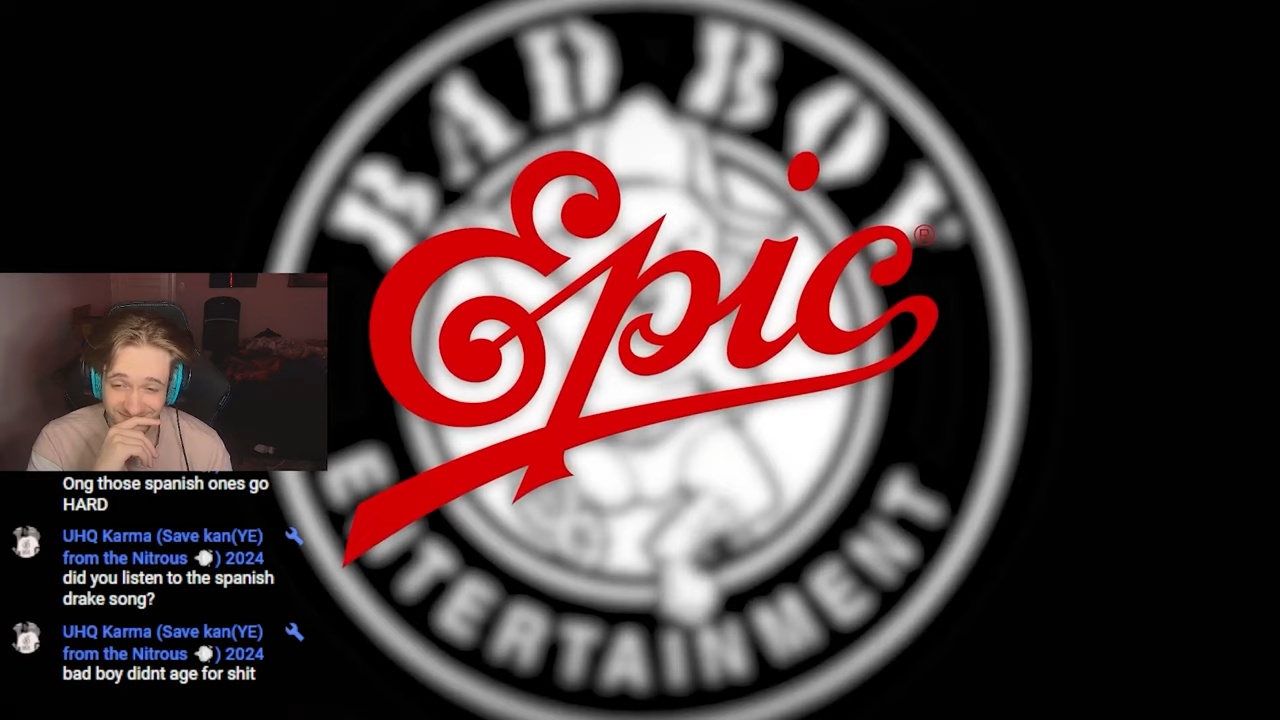 BAD BOY
Epic®
ENTERTAINMENT
Ong those spanish ones go
HARD
UHQ Karma (Save kan(YE)
from the Nitrous ) 2024
did you listen to the spanish
drake song?
UHQ Karma (Save kan(YE)
from the Nitrous ) 2024
bad boy didnt age for shit